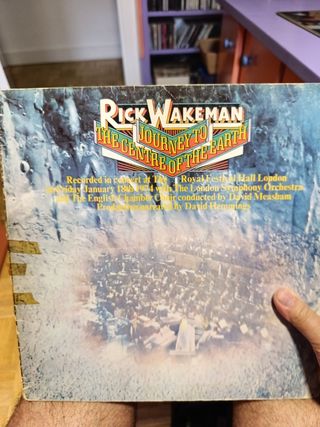 RICK WAKEMAN
JOURNEY TO
THE CENTRE OF THE EARTH
Recorded in concert at The Royal Festival Hall London
on Friday January 18th 1974 with The London Symphony Orchestra
and The English Chamber Choir conducted by David Measham
Production narrated by David Hemmings